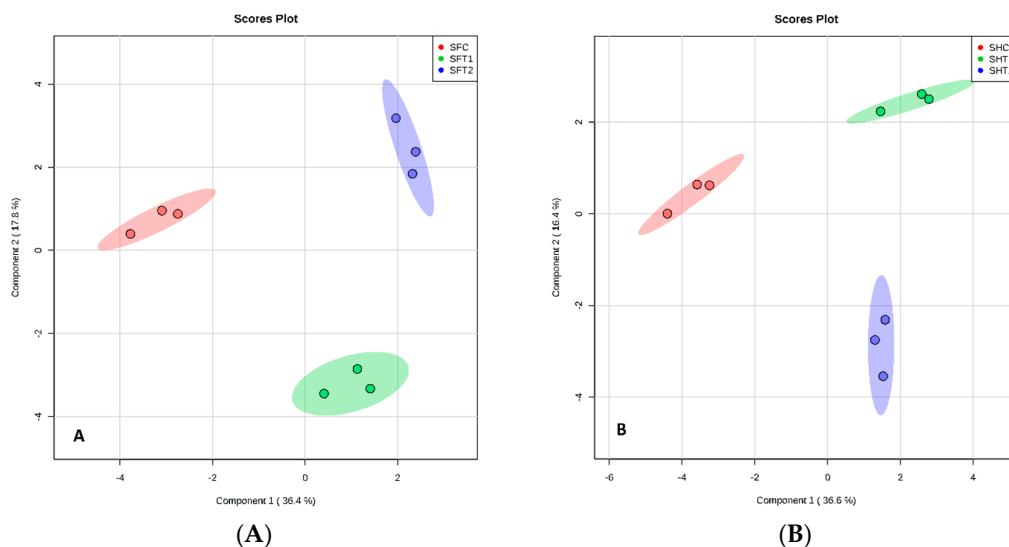 Scores Plot
SFC
SFT1
SFT2
Component 2 ( 17.8 %)
4
2
0
-2
-4
A
-4
-2
0
2
Component 1 ( 36.4 %)
(A)
Scores Plot
SHC
SHT
SHT
Component 2 ( 16.4 %)
2
0
-2
-4
B
-6
-4
-2
0
2
4
Component 1 ( 36.6 %)
(B)